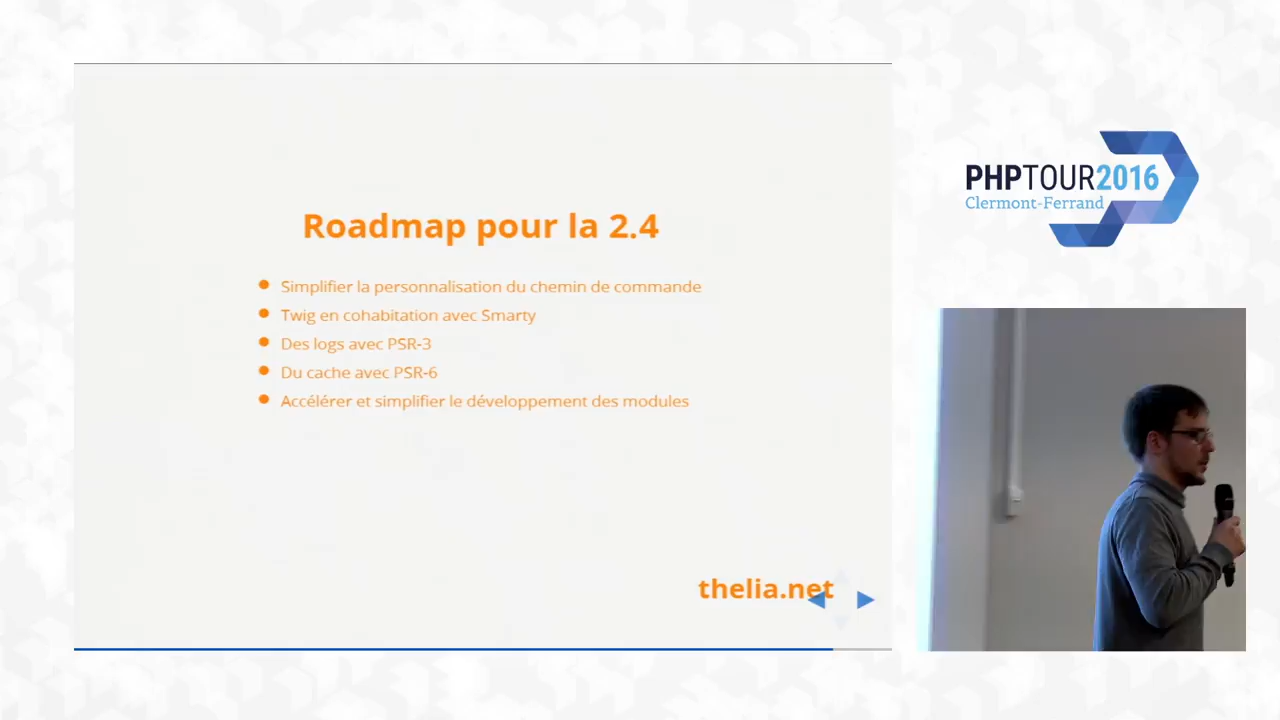 Roadmap pour la 2.4
Simplifier la personnalisation du chemin de commande
Twig en cohabitation avec Smarty
Des logs avec PSR-3
Du cache avec PSR-6
Accélérer et simplifier le développement des modules
thelia.net
PHPTOUR2016
Clermont-Ferrand